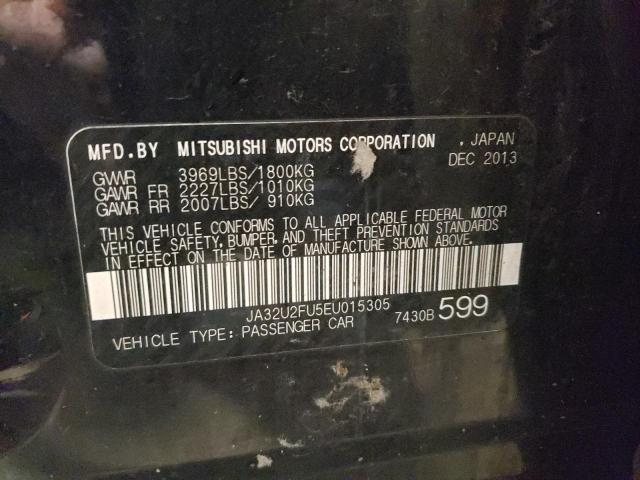 MFD.BY MITSUBISHI MOTORS CORPORATION , JAPAN
DEC 2013
GVWR 3969LBS/1800KG
GAWR FR 2227LBS/1010KG
GAWR RR 2007LBS/ 910KG
THIS VEHICLE CONFORMS TO ALL APPLICABLE FEDERAL MOTOR
VEHICLE SAFETY, BUMPER, AND THEFT PREVENTION STANDARDS
IN EFFECT ON THE DATE OF MANUFACTURE SHOWN ABOVE.
JA32U2FU5EU015305
VEHICLE TYPE: PASSENGER CAR 7430B 599